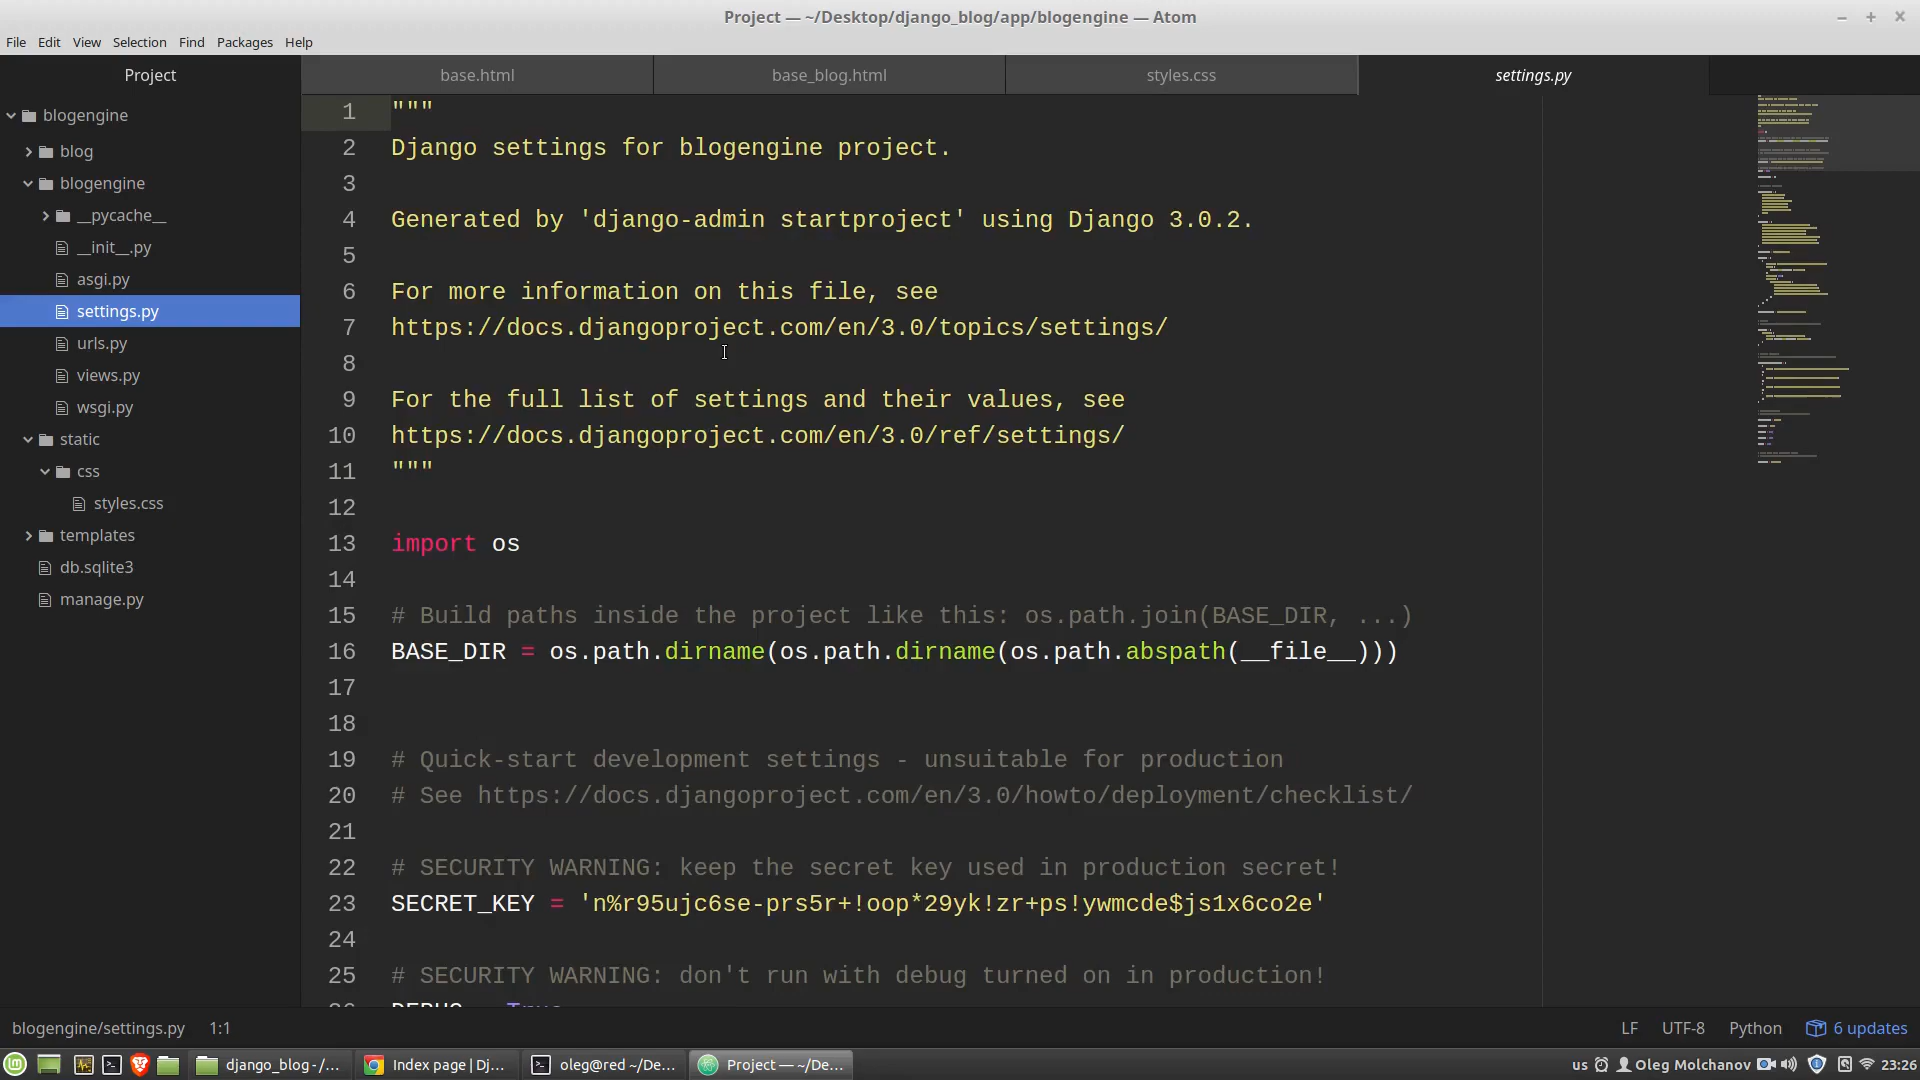 Project — ~/Desktop/django_blog/app/blogengine — Atom
File Edit View Selection Find Packages Help
Project
base.html
base_blog.html
styles.css
settings.py
blogengine
blog
blogengine
__pycache__
__init__.py
asgi.py
settings.py
urls.py
views.py
wsgi.py
static
css
styles.css
templates
db.sqlite3
manage.py
1 """
2 Django settings for blogengine project.
3
4 Generated by 'django-admin startproject' using Django 3.0.2.
5
6 For more information on this file, see
7 https://docs.djangoproject.com/en/3.0/topics/settings/
8
9 For the full list of settings and their values, see
10 https://docs.djangoproject.com/en/3.0/ref/settings/
11 """
12
13 import os
14
15 # Build paths inside the project like this: os.path.join(BASE_DIR, ...)
16 BASE_DIR = os.path.dirname(os.path.dirname(os.path.abspath(__file__)))
17
18
19 # Quick-start development settings - unsuitable for production
20 # See https://docs.djangoproject.com/en/3.0/howto/deployment/checklist/
21
22 # SECURITY WARNING: keep the secret key used in production secret!
23 SECRET_KEY = 'n%r95ujc6se-prs5r+!oop*29yk!zr+ps!ywmcde$js1x6co2e'
24
25 # SECURITY WARNING: don't run with debug turned on in production!
blogengine/settings.py 1:1
LF UTF-8 Python 6 updates
django_blog - /...
Index page | Dj...
oleg@red ~/De...
Project — ~/De...
us
Oleg Molchanov
23:26